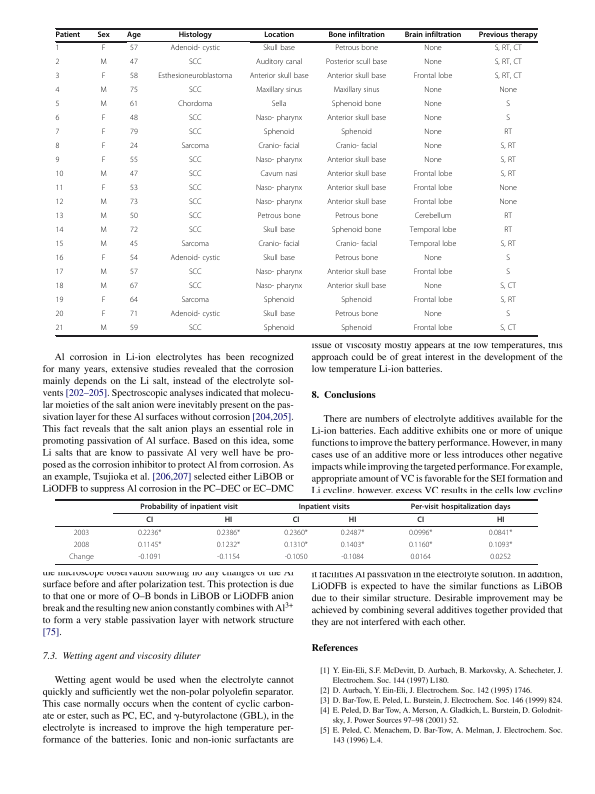 Patient Sex Age Histology Location Bone infiltration Brain infiltration Previous therapy
1 F 57 Adenoid- cystic Skull base Petrous bone None S, RT, CT
2 M 47 SCC Auditory canal Posterior scull base None S, RT, CT
3 F 58 Esthesioneuroblastoma Anterior skull base Anterior skull base Frontal lobe S, RT, CT
4 M 75 SCC Maxillary sinus Maxillary sinus None None
5 M 61 Chordoma Sella Sphenoid bone None S
6 F 48 SCC Naso- pharynx Anterior skull base None S
7 F 79 SCC Sphenoid Sphenoid None RT
8 F 24 Sarcoma Cranio- facial Cranio- facial None S, RT
9 F 55 SCC Naso- pharynx Anterior skull base None S, RT
10 M 47 SCC Cavum nasi Anterior skull base Frontal lobe S, RT
11 F 53 SCC Naso- pharynx Anterior skull base Frontal lobe None
12 M 73 SCC Naso- pharynx Anterior skull base Frontal lobe None
13 M 50 SCC Petrous bone Petrous bone Cerebellum RT
14 M 72 SCC Skull base Sphenoid bone Temporal lobe RT
15 M 45 Sarcoma Cranio- facial Cranio- facial Temporal lobe S, RT
16 F 54 Adenoid- cystic Skull base Petrous bone None S
17 M 57 SCC Naso- pharynx Anterior skull base Frontal lobe S
18 M 67 SCC Naso- pharynx Anterior skull base None S, CT
19 F 64 Sarcoma Sphenoid Sphenoid Frontal lobe S, RT
20 F 71 Adenoid- cystic Skull base Petrous bone None S
21 M 59 SCC Sphenoid Sphenoid Frontal lobe S, CT
Al corrosion in Li-ion electrolytes has been recognized
for many years, extensive studies revealed that the corrosion
mainly depends on the Li salt, instead of the electrolyte sol-
vents [202–205]. Spectroscopic analyses indicated that molecu-
lar moieties of the salt anion were inevitably present on the pas-
sivation layer for these Al surfaces without corrosion [204,205].
This fact reveals that the salt anion plays an essential role in
promoting passivation of Al surface. Based on this idea, some
Li salts that are know to passivate Al very well have be pro-
posed as the corrosion inhibitor to protect Al from corrosion. As
an example, Tsujioka et al. [206,207] selected either LiBOB or
LiODFB to suppress Al corrosion in the PC–DEC or EC–DMC
issue of viscosity mostly appears at the low temperatures, this
approach could be of great interest in the development of the
low temperature Li-ion batteries.
8. Conclusions
There are numbers of electrolyte additives available for the
Li-ion batteries. Each additive exhibits one or more of unique
functions to improve the battery performance. However, in many
cases use of an additive more or less introduces other negative
impacts while improving the targeted performance. For example,
appropriate amount of VC is favorable for the SEI formation and
Li cycling, however, excess VC results in the cells low cycling
Probability of inpatient visit Inpatient visits Per-visit hospitalization days
CI HI CI HI CI HI
2003 0.2236* 0.2386* 0.2360* 0.2487* 0.0996* 0.0841*
2008 0.1145* 0.1232* 0.1310* 0.1403* 0.1160* 0.1093*
Change -0.1091 -0.1154 -0.1050 -0.1084 0.0164 0.0252
the microscope observation showing no any changes of the Al
surface before and after polarization test. This protection is due
to that one or more of O–B bonds in LiBOB or LiODFB anion
break and the resulting new anion constantly combines with Al3+
to form a very stable passivation layer with network structure
[75].
7.3. Wetting agent and viscosity diluter
Wetting agent would be used when the electrolyte cannot
quickly and sufficiently wet the non-polar polyolefin separator.
This case normally occurs when the content of cyclic carbon-
ate or ester, such as PC, EC, and γ-butyrolactone (GBL), in the
electrolyte is increased to improve the high temperature per-
formance of the batteries. Ionic and non-ionic surfactants are
it facilities Al passivation in the electrolyte solution. In addition,
LiODFB is expected to have the similar functions as LiBOB
due to their similar structure. Desirable improvement may be
achieved by combining several additives together provided that
they are not interfered with each other.
References
[1] Y. Ein-Eli, S.F. McDevitt, D. Aurbach, B. Markovsky, A. Schecheter, J.
Electrochem. Soc. 144 (1997) L180.
[2] D. Aurbach, Y. Ein-Eli, J. Electrochem. Soc. 142 (1995) 1746.
[3] D. Bar-Tow, E. Peled, L. Burstein, J. Electrochem. Soc. 146 (1999) 824.
[4] E. Peled, D. Bar Tow, A. Merson, A. Gladkich, L. Burstein, D. Golodnit-
sky, J. Power Sources 97–98 (2001) 52.
[5] E. Peled, C. Menachem, D. Bar-Tow, A. Melman, J. Electrochem. Soc.
143 (1996) L.4.